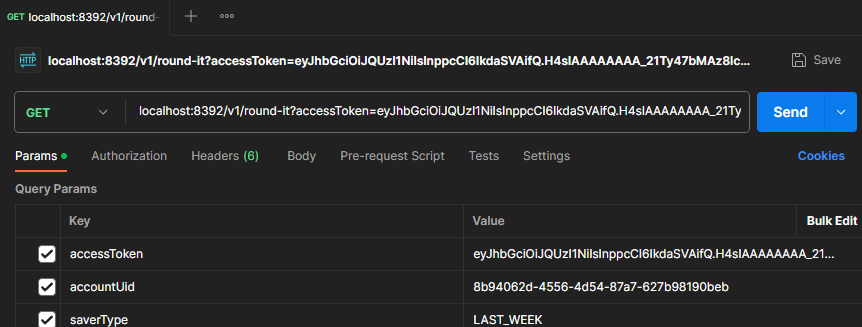 GET localhost:8392/v1/round-
HTTP localhost:8392/v1/round-it?accessToken=eyJhbGciOiJQUzI1NiIsInppcCI6IkdaSVAifQ.H4sIAAAAAAAA_21Ty47bMAz8Ic... Save
GET localhost:8392/v1/round-it?accessToken=eyJhbGciOiJQUzI1NiIsInppcCI6IkdaSVAifQ.H4sIAAAAAAAA_21Ty Send
Params Authorization Headers (6) Body Pre-request Script Tests Settings Cookies
Query Params
Key Value Bulk Edit
accessToken eyJhbGciOiJQUzI1NiIsInppcCI6IkdaSVAifQ.H4sIAAAAAAAA_21...
accountUid 8b94062d-4556-4d54-87a7-627b98190beb
saverType LAST_WEEK